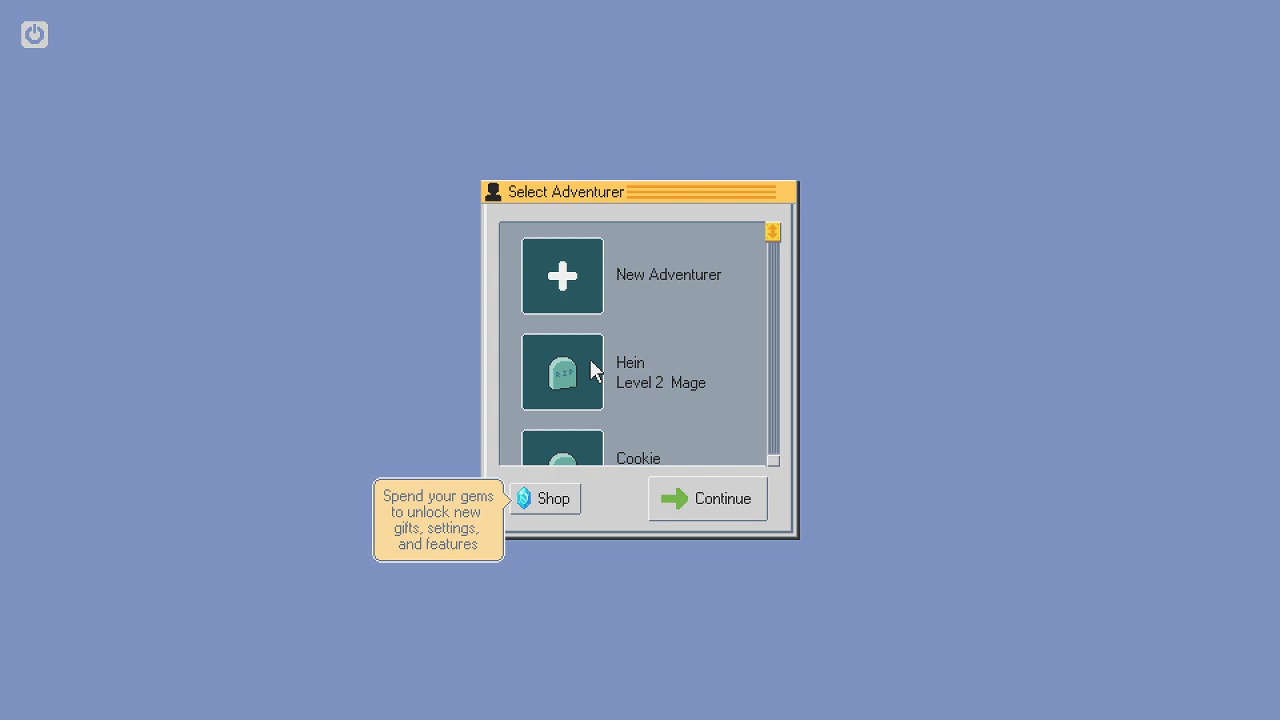 Select Adventurer
New Adventurer
RIP
Hein
Level 2 Mage
Cookie
Spend your gems
to unlock new
gifts, settings,
and features
Shop
Continue